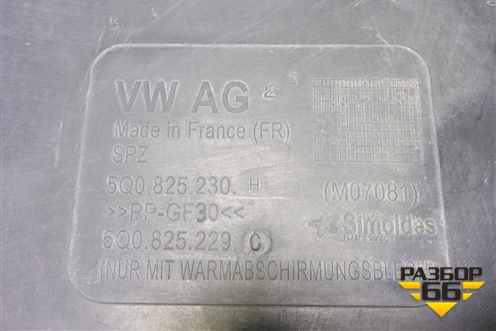 VW AG
Made in France (FR)
SPZ
5Q0.825.230. H
(M07081)
>>PP-GF30<<
Simoldes
5Q0.825.229. C
(NUR MIT WARMABSCHIRMUNGSBLECH)
РАЗБОР
66